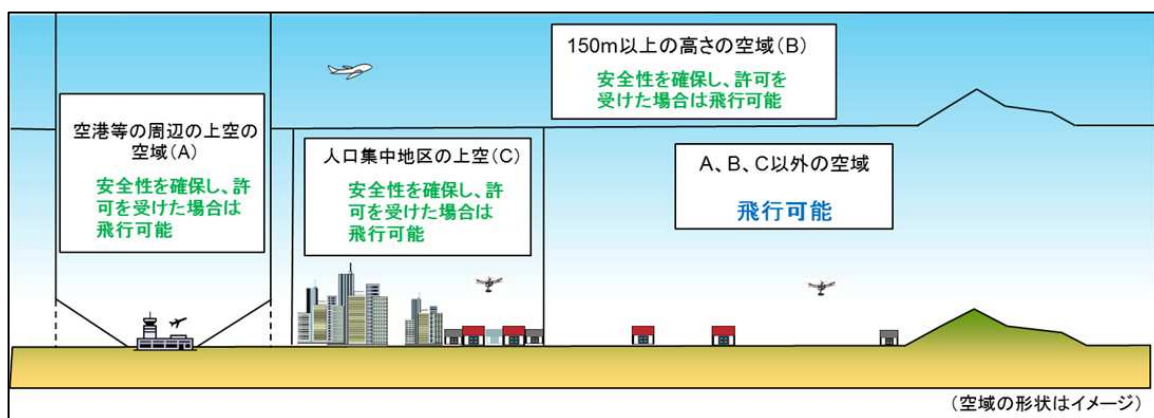 150m以上の高さの空域(B)
安全性を確保し、許可を
受けた場合は飛行可能
空港等の周辺の上空の
空域(A)
安全性を確保し、許
可を受けた場合は
飛行可能
人口集中地区の上空(C)
安全性を確保し、許
可を受けた場合は
飛行可能
A、B、C以外の空域
飛行可能
(空域の形状はイメージ)